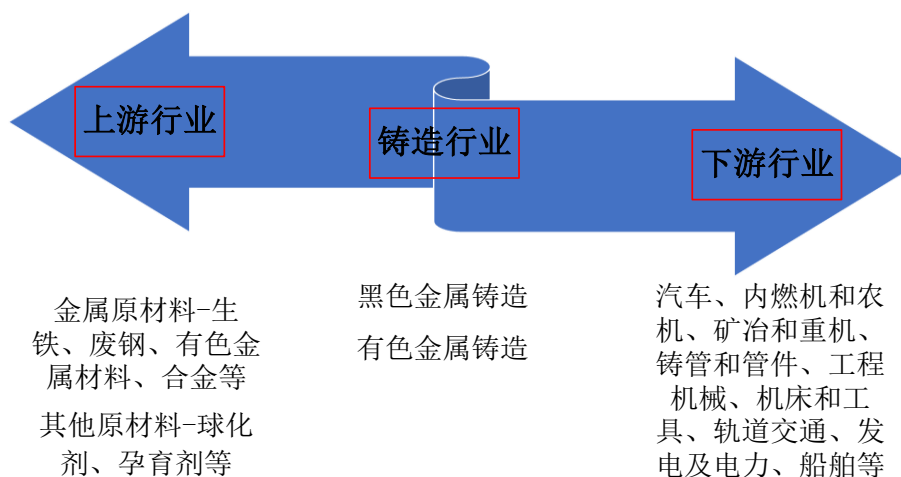 上游行业
铸造行业
下游行业
金属原材料-生
铁、废钢、有色金
属材料、合金等
其他原材料-球化
剂、孕育剂等
黑色金属铸造
有色金属铸造
汽车、内燃机和农
机、矿冶和重机、
铸管和管件、工程
机械、机床和工
具、轨道交通、发
电及电力、船舶等